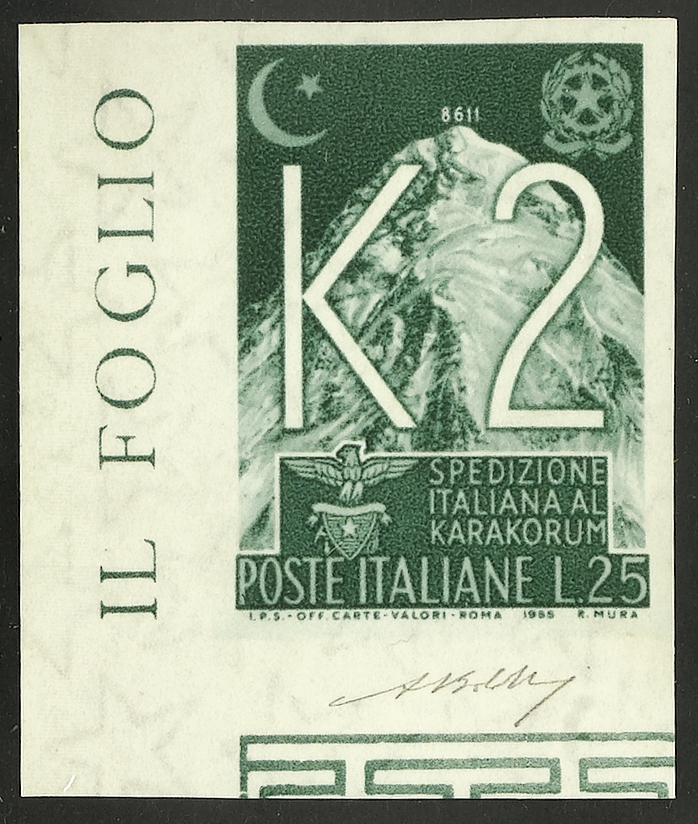 IL FOGLIO
8611
K2
SPEDIZIONE
ITALIANA AL
KARAKORUM
POSTE ITALIANE L.25
I.P.S.-OFF. CARTE-VALORI-ROMA 1955 R. MURA